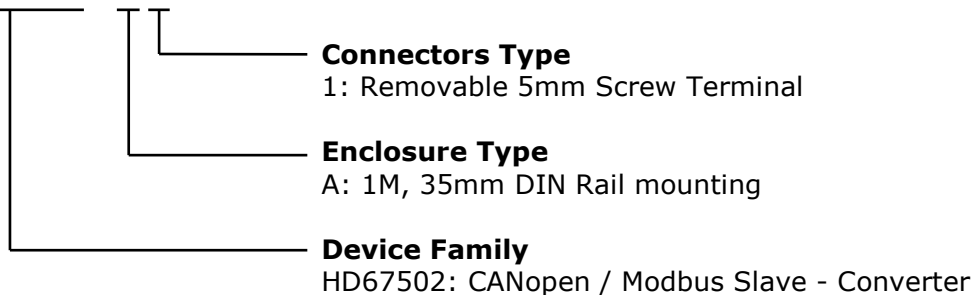 Connectors Type
1: Removable 5mm Screw Terminal
Enclosure Type
A: 1M, 35mm DIN Rail mounting
Device Family
HD67502: CANopen / Modbus Slave - Converter